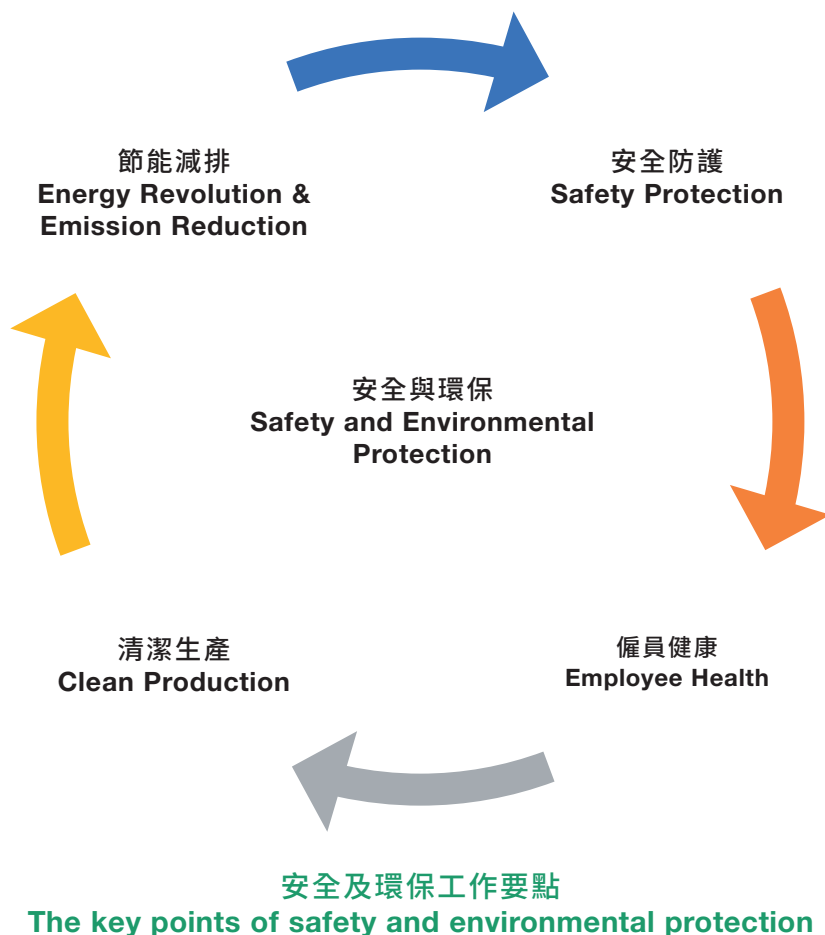 節能減排
Energy Revolution &
Emission Reduction
安全防護
Safety Protection
安全與環保
Safety and Environmental
Protection
清潔生產
Clean Production
僱員健康
Employee Health
安全及環保工作要點
The key points of safety and environmental protection